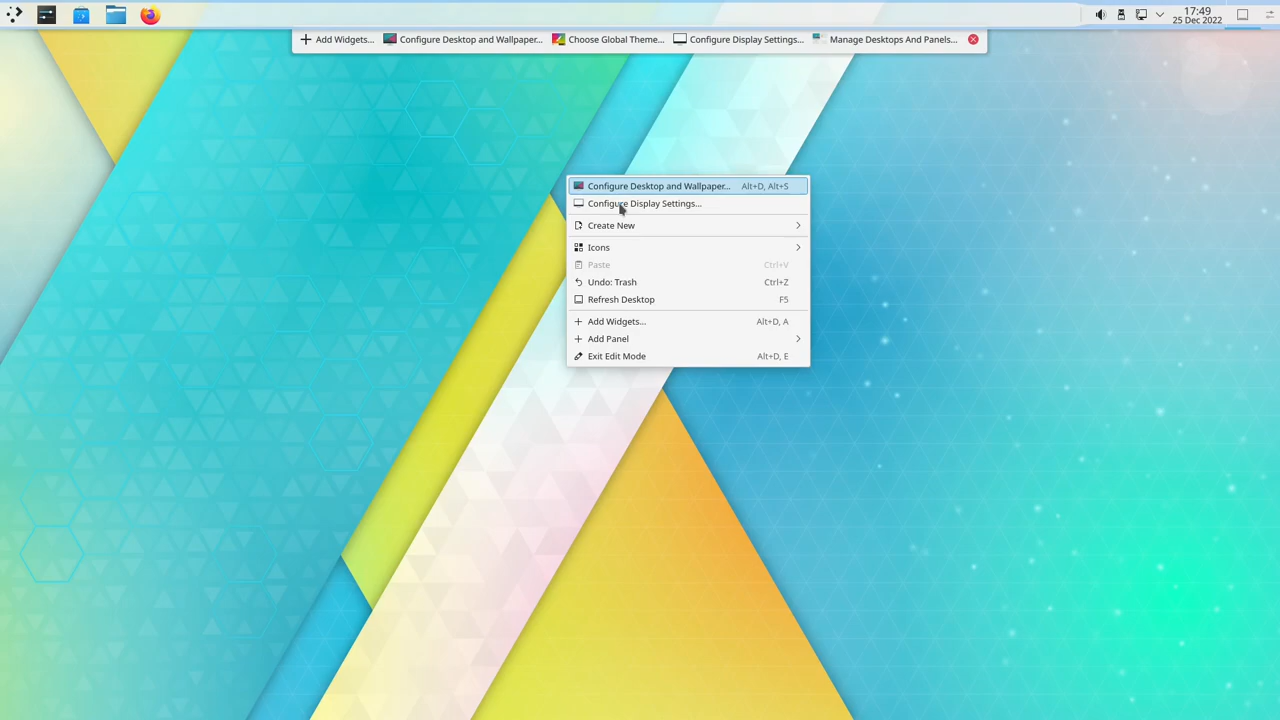 17:49
25 Dec 2022
Add Widgets... Configure Desktop and Wallpaper... Choose Global Theme... Configure Display Settings... Manage Desktops And Panels...
Configure Desktop and Wallpaper... Alt+D, Alt+S
Configure Display Settings...
Create New
Icons
Paste Ctrl+V
Undo: Trash Ctrl+Z
Refresh Desktop F5
Add Widgets... Alt+D, A
Add Panel
Exit Edit Mode Alt+D, E